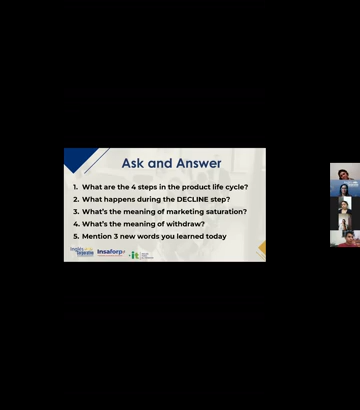 Ask and Answer
1. What are the 4 steps in the product life cycle?
2. What happens during the DECLINE step?
3. What's the meaning of marketing saturation?
4. What's the meaning of withdraw?
5. Mention 3 new words you learned today
Insaforp
it